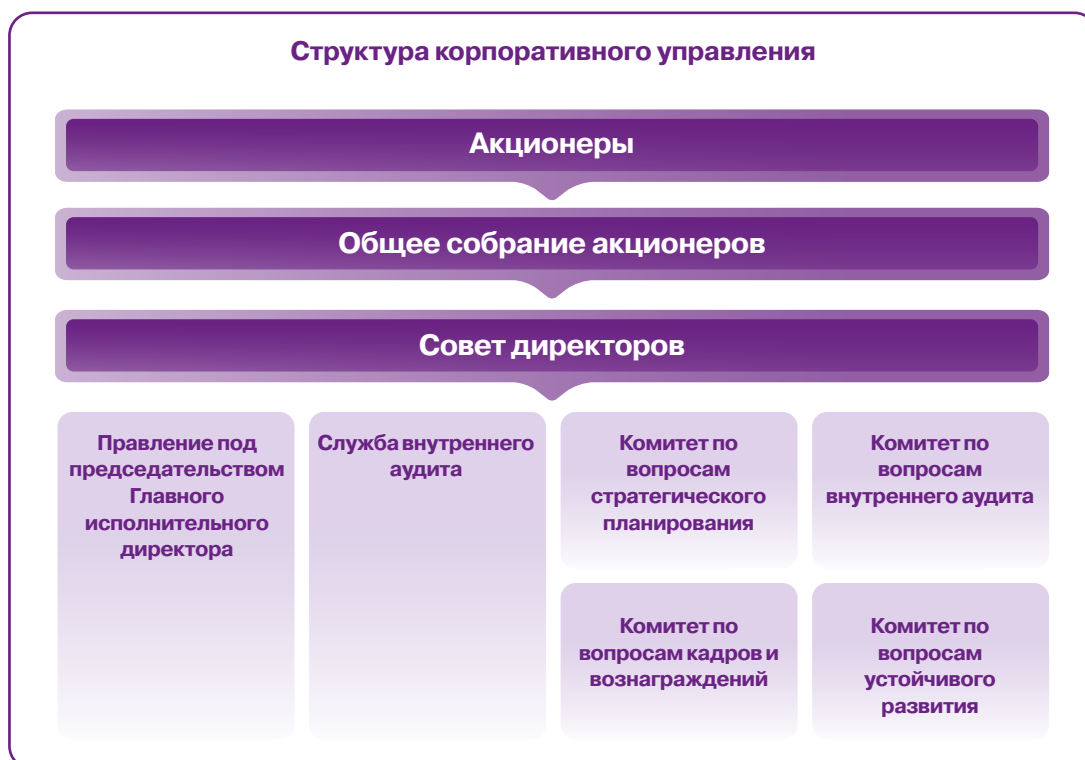 Структура корпоративного управления
Акционеры
Общее собрание акционеров
Совет директоров
Правление под
председательством
Главного
исполнительного
директора
Служба внутреннего
аудита
Комитет по
вопросам
стратегического
планирования
Комитет по
вопросам
внутреннего аудита
Комитет по
вопросам кадров и
вознаграждений
Комитет по
вопросам
устойчивого
развития